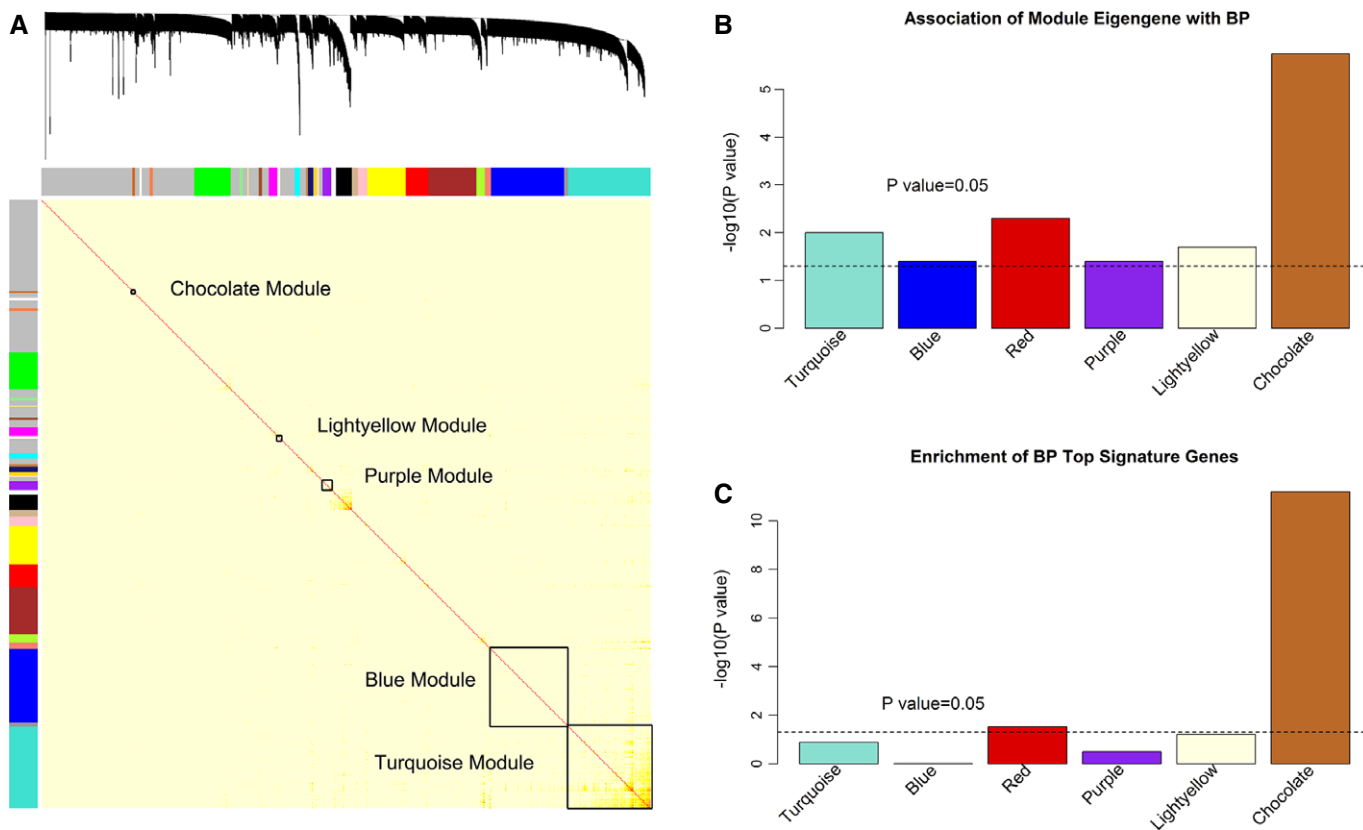 A
Chocolate Module
Lightyellow Module
Purple Module
Blue Module
Turquoise Module
B
Association of Module Eigengene with BP
-log10(P value)
0
1
2
3
4
5
P value=0.05
Turquoise
Blue
Red
Purple
Lightyellow
Chocolate
C
Enrichment of BP Top Signature Genes
-log10(P value)
0
2
4
6
8
10
P value=0.05
Turquoise
Blue
Red
Purple
Lightyellow
Chocolate